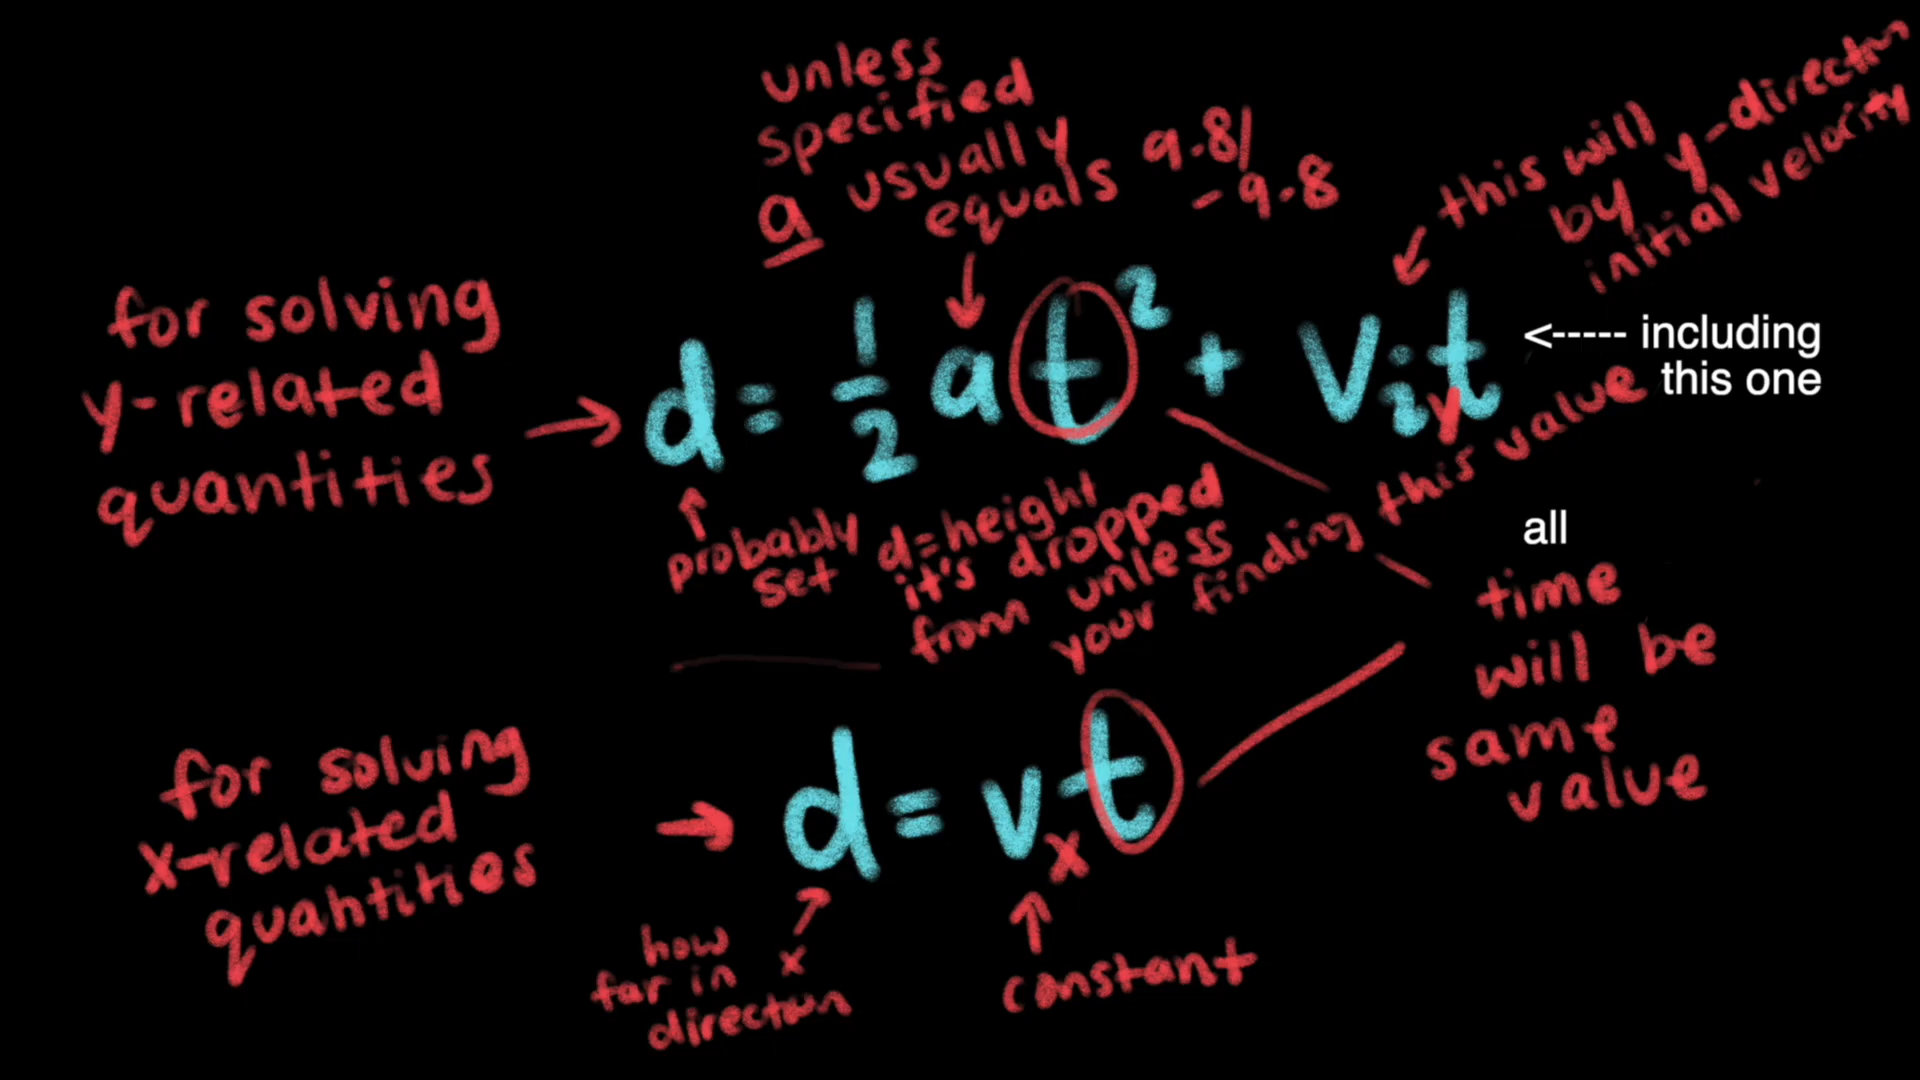 unless
specified
a usually
equals 9.8/
-9.8
this will
by y-direction
initial velocity
for solving
y-related
quantities
d = 1/2 at² + v_iy t
<----- including
this one
probably
set
d=height
it's dropped
from unless
your finding this value
all
time
will be
same
value
for solving
x-related
quantities
d = v_x t
how
far in x
direction
constant